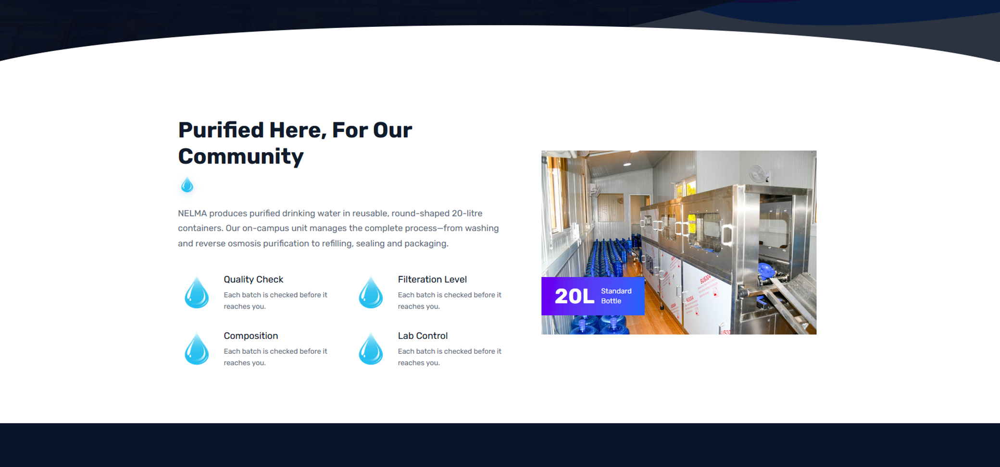 Purified Here, For Our
Community
NELMA produces purified drinking water in reusable, round-shaped 20-litre
containers. Our on-campus unit manages the complete process—from washing
and reverse osmosis purification to refilling, sealing and packaging.
Quality Check
Each batch is checked before it
reaches you.
Filteration Level
Each batch is checked before it
reaches you.
Composition
Each batch is checked before it
reaches you.
Lab Control
Each batch is checked before it
reaches you.
20L
Standard
Bottle
SUS304
SUS304